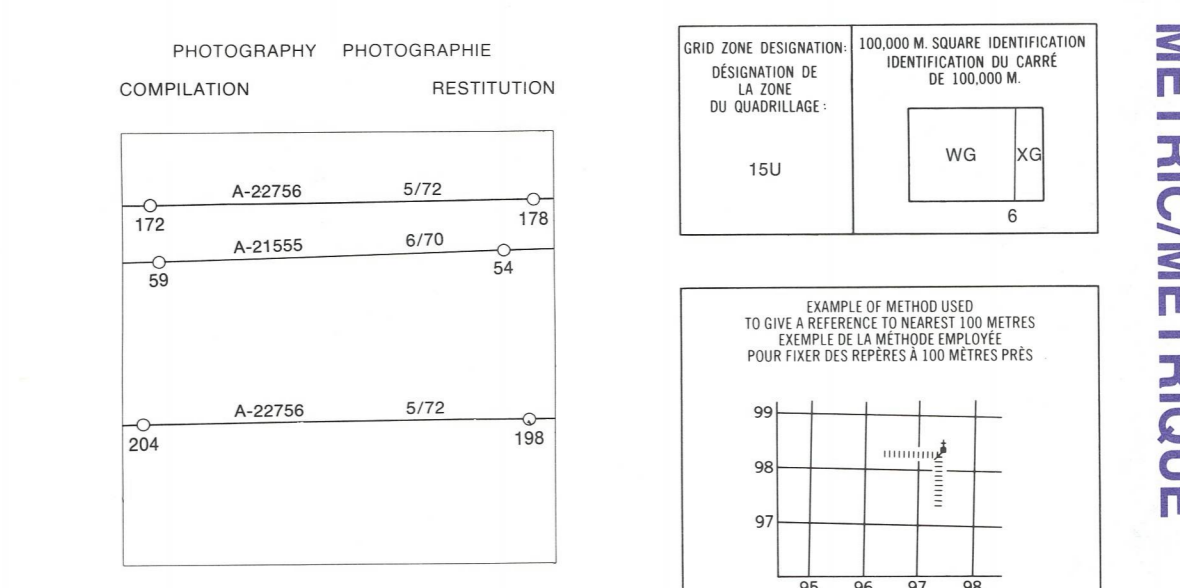 PHOTOGRAPHY PHOTOGRAPHIE
COMPILATION RESTITUTION
A-22756 5/72
172 178
A-21555 6/70
59 54
A-22756 5/72
204 198
GRID ZONE DESIGNATION:
DÉSIGNATION DE
LA ZONE
DU QUADRILLAGE :
15U
100,000 M. SQUARE IDENTIFICATION
IDENTIFICATION DU CARRÉ
DE 100,000 M.
WG XG
6
EXAMPLE OF METHOD USED
TO GIVE A REFERENCE TO NEAREST 100 METRES
EXEMPLE DE LA MÉTHODE EMPLOYÉE
POUR FIXER DES REPÈRES À 100 MÈTRES PRÈS
99
98
97
95 96 97 98
METRIC/MÉTRIQUE